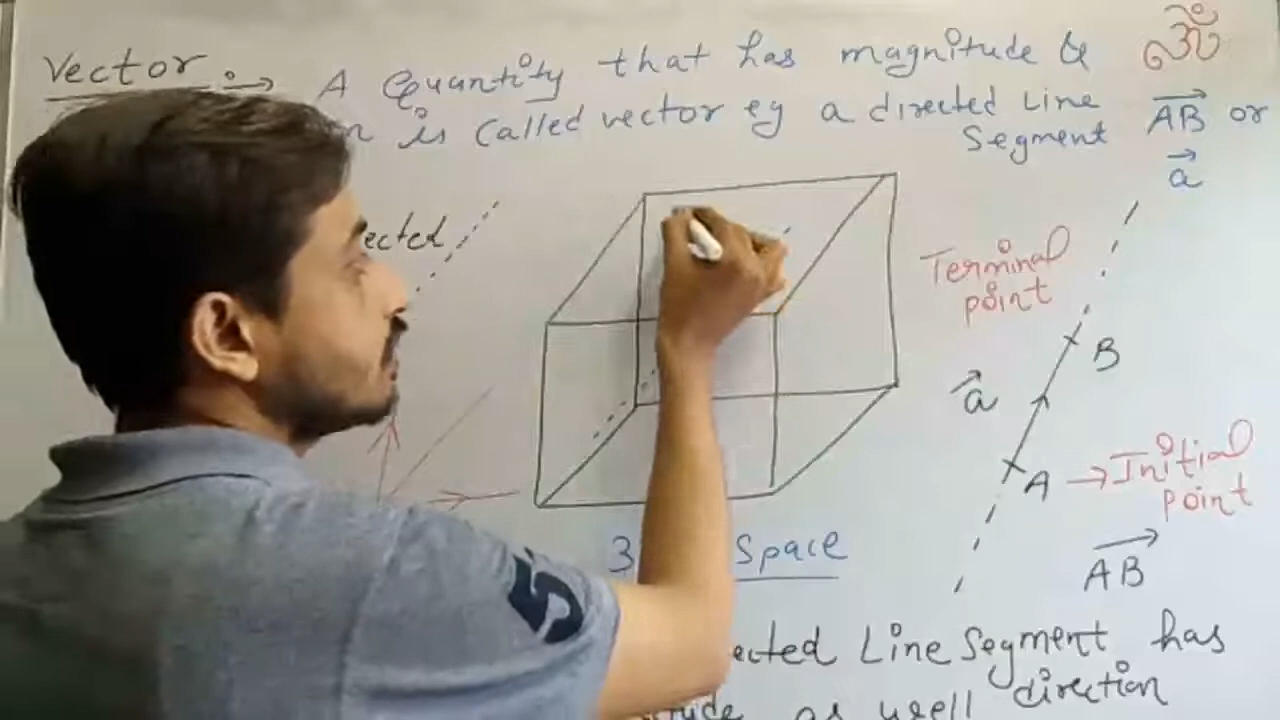 Vector :→ A Quantity that has magnitude &
is called vector eg a directed Line
Segment AB or
a
ॐ
ected
Terminal
point
B
a
A → Initial
point
AB
3 Space
5
ected Line Segment has
as well direction